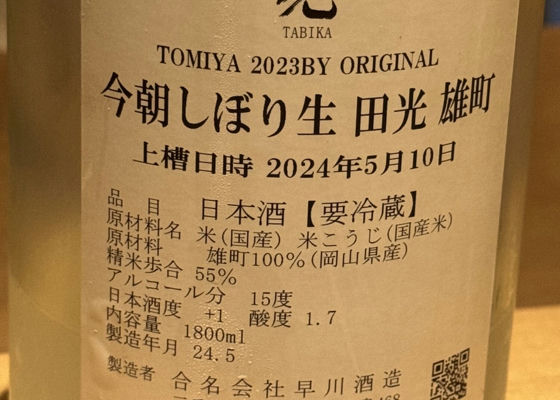 光
TABIKA
TOMIYA 2023BY ORIGINAL
今朝しぼり生 田光 雄町
上槽日時 2024年5月10日
品 目 日本酒【要冷蔵】
原材料名 米(国産) 米こうじ(国産米)
原材料 雄町100%(岡山県産)
精米歩合 55%
アルコール分 15度
日本酒度 +1 酸度 1.7
内容量 1800ml
製造年月 24.5
製造者 合名会社早川酒造